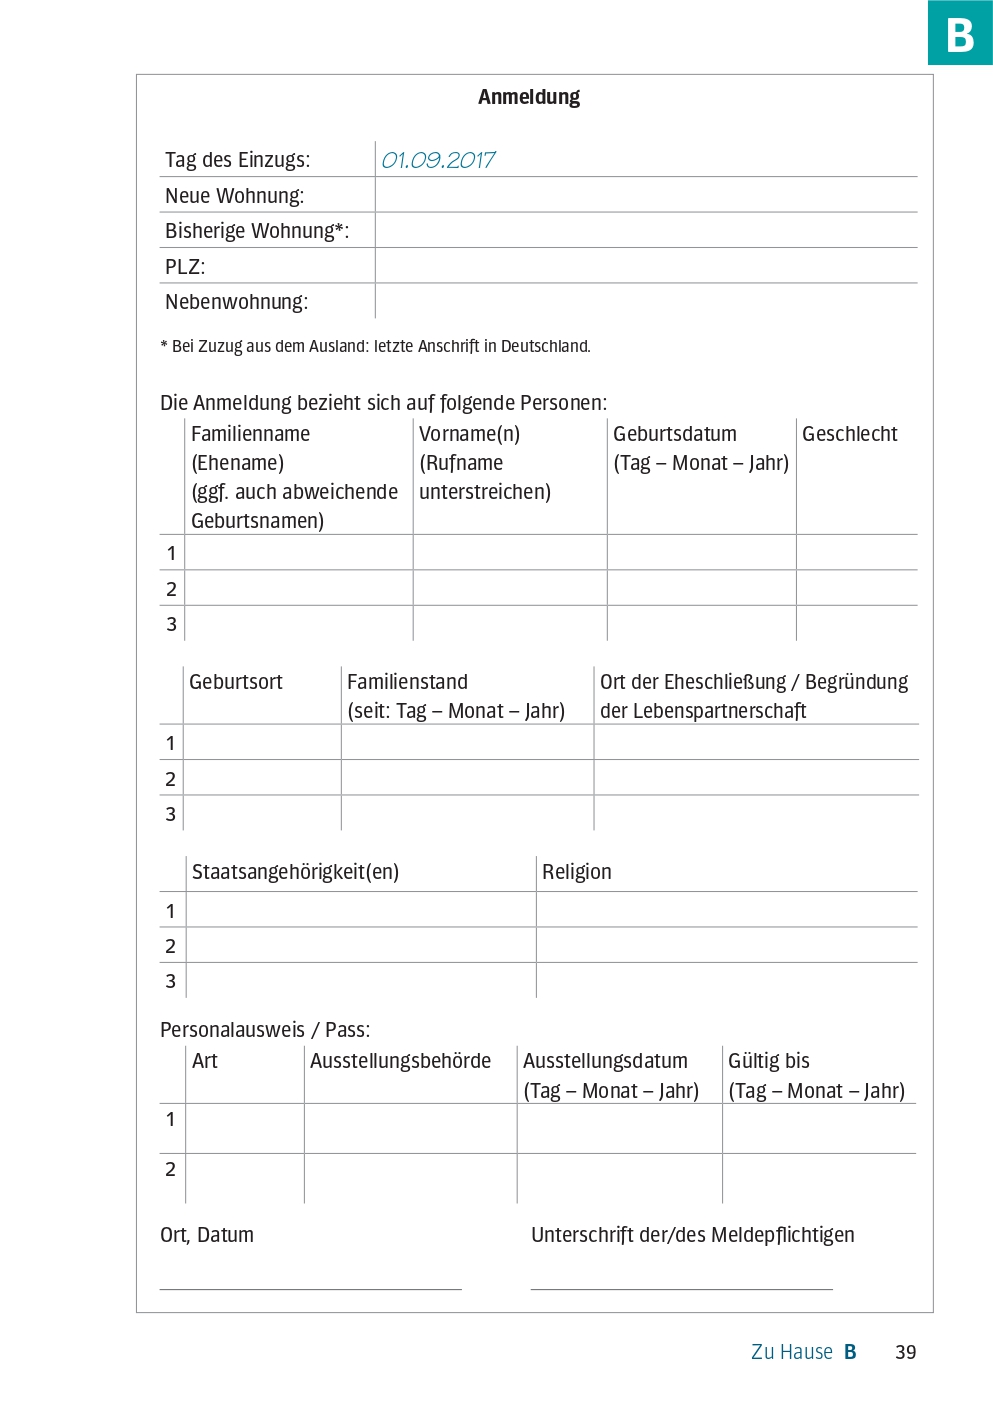 B
Anmeldung
Tag des Einzugs: 01.09.2017
Neue Wohnung:
Bisherige Wohnung*:
PLZ:
Nebenwohnung:
* Bei Zuzug aus dem Ausland: letzte Anschrift in Deutschland.
Die Anmeldung bezieht sich auf folgende Personen:
Familienname Vorname(n) Geburtsdatum Geschlecht
(Ehename) (Rufname (Tag – Monat – Jahr)
(ggf. auch abweichende unterstreichen)
Geburtsnamen)
1
2
3
Geburtsort Familienstand Ort der Eheschließung / Begründung
(seit: Tag – Monat – Jahr) der Lebenspartnerschaft
1
2
3
Staatsangehörigkeit(en) Religion
1
2
3
Personalausweis / Pass:
Art Ausstellungsbehörde Ausstellungsdatum Gültig bis
(Tag – Monat – Jahr) (Tag – Monat – Jahr)
1
2
Ort, Datum Unterschrift der/des Meldepflichtigen
Zu Hause B 39